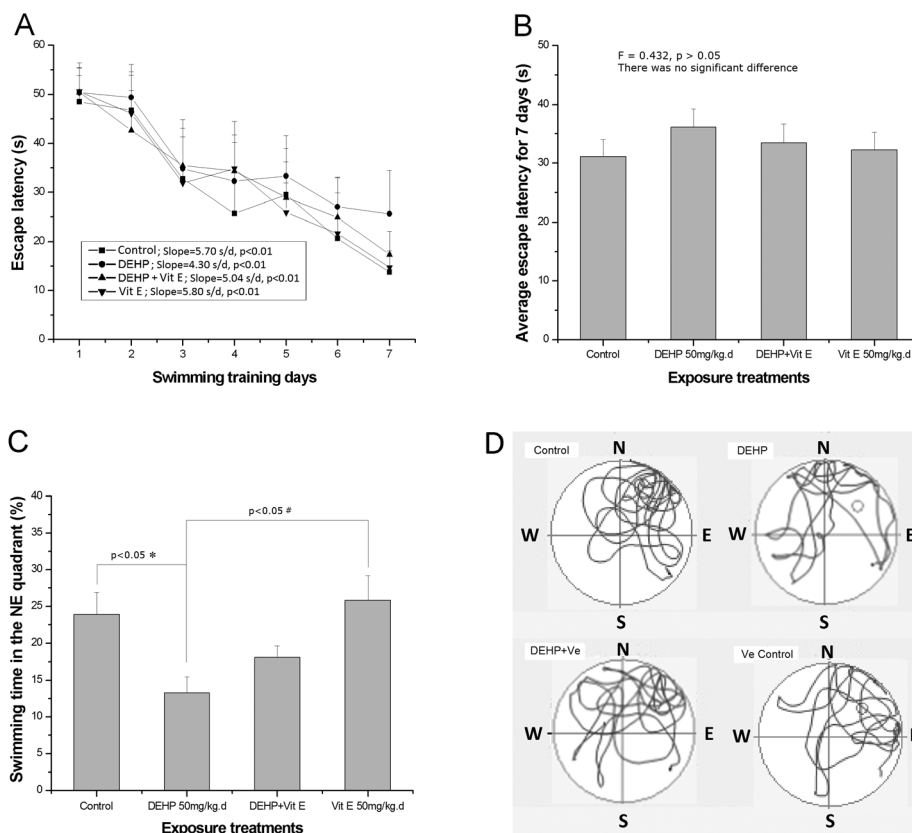 A
60
50
40
30
20
10
0
Escape latency (s)
Control; Slope=5.70 s/d, p<0.01
DEHP; Slope=4.30 s/d, p<0.01
DEHP+Vit E; Slope=5.04 s/d, p<0.01
Vit E; Slope=5.80 s/d, p<0.01
1 2 3 4 5 6 7
Swimming training days
B
50
40
30
20
10
0
Average escape latency for 7 days (s)
F = 0.432, p > 0.05
There was no significant difference
Control DEHP 50mg/kg.d DEHP+Vit E Vit E 50mg/kg.d
Exposure treatments
C
40
35
30
25
20
15
10
5
0
Swimming time in the NE quadrant (%)
p<0.05 *
p<0.05 #
Control DEHP 50mg/kg.d DEHP+Vit E Vit E 50mg/kg.d
Exposure treatments
D
Control
N
W E
S
DEHP
N
W E
S
DEHP+Ve
N
W E
S
Ve Control
N
W E
S